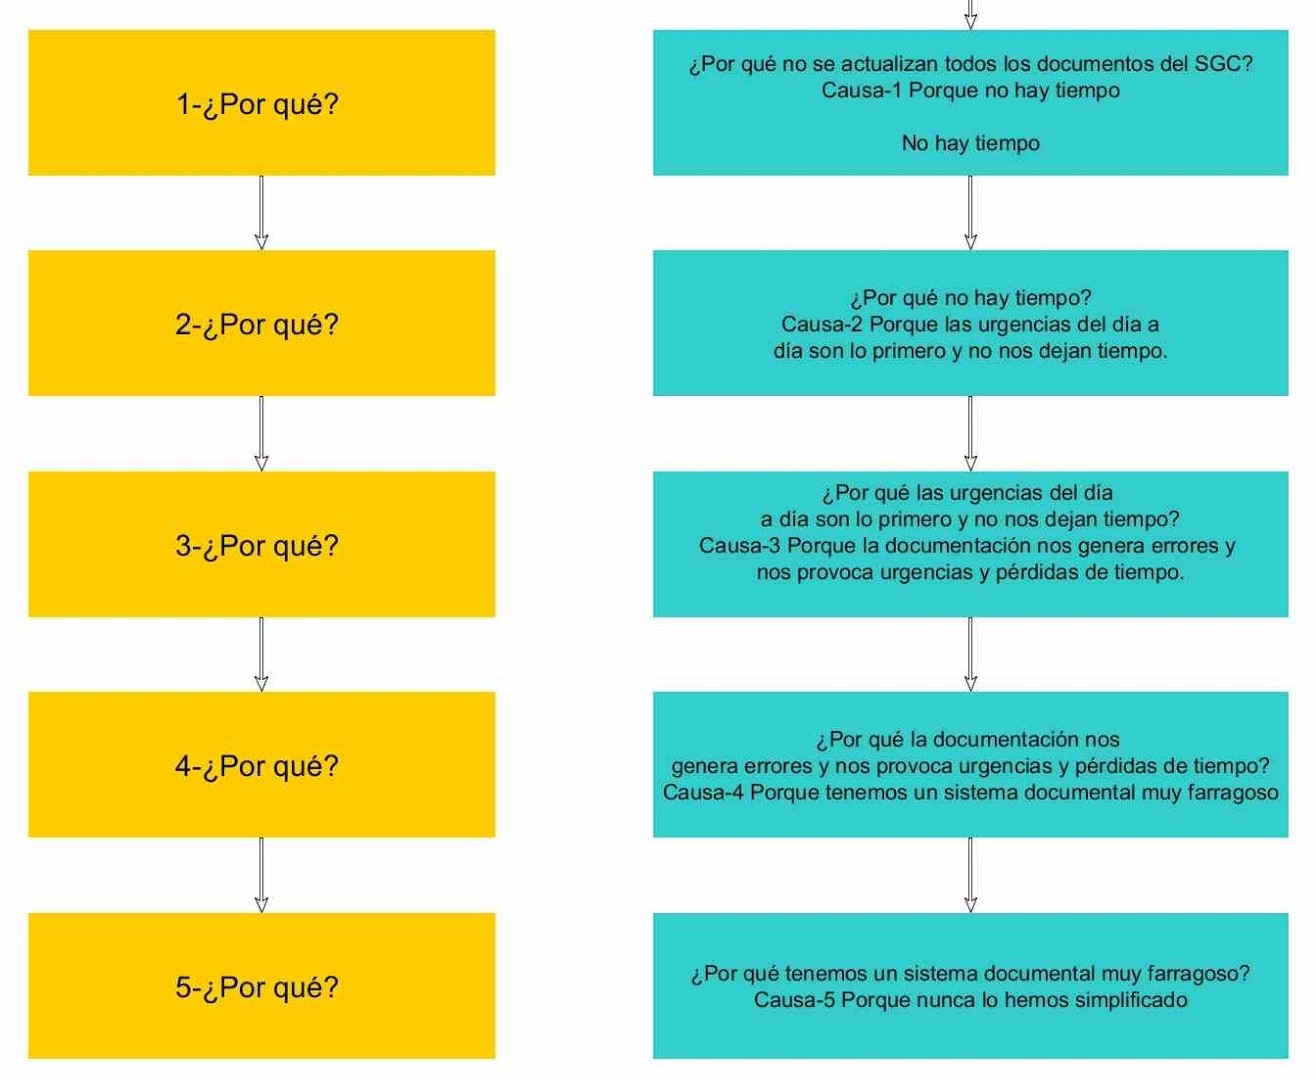 1-¿Por qué?
¿Por qué no se actualizan todos los documentos del SGC?
Causa-1 Porque no hay tiempo
No hay tiempo
2-¿Por qué?
¿Por qué no hay tiempo?
Causa-2 Porque las urgencias del día a
día son lo primero y no nos dejan tiempo.
3-¿Por qué?
¿Por qué las urgencias del día
a día son lo primero y no nos dejan tiempo?
Causa-3 Porque la documentación nos genera errores y
nos provoca urgencias y pérdidas de tiempo.
4-¿Por qué?
¿Por qué la documentación nos
genera errores y nos provoca urgencias y pérdidas de tiempo?
Causa-4 Porque tenemos un sistema documental muy farragoso
5-¿Por qué?
¿Por qué tenemos un sistema documental muy farragoso?
Causa-5 Porque nunca lo hemos simplificado